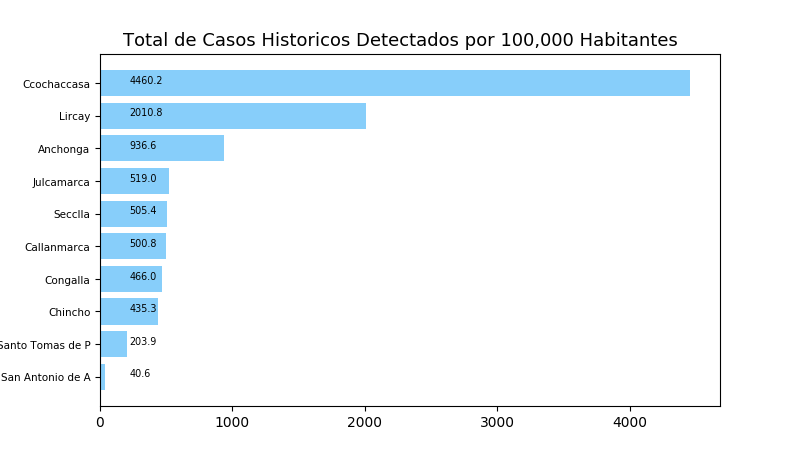 Total de Casos Historicos Detectados por 100,000 Habitantes
Ccochaccasa 4460.2
Lircay 2010.8
Anchonga 936.6
Julcamarca 519.0
Secclla 505.4
Callanmarca 500.8
Congalla 466.0
Chincho 435.3
Santo Tomas de P 203.9
San Antonio de A 40.6
0 1000 2000 3000 4000